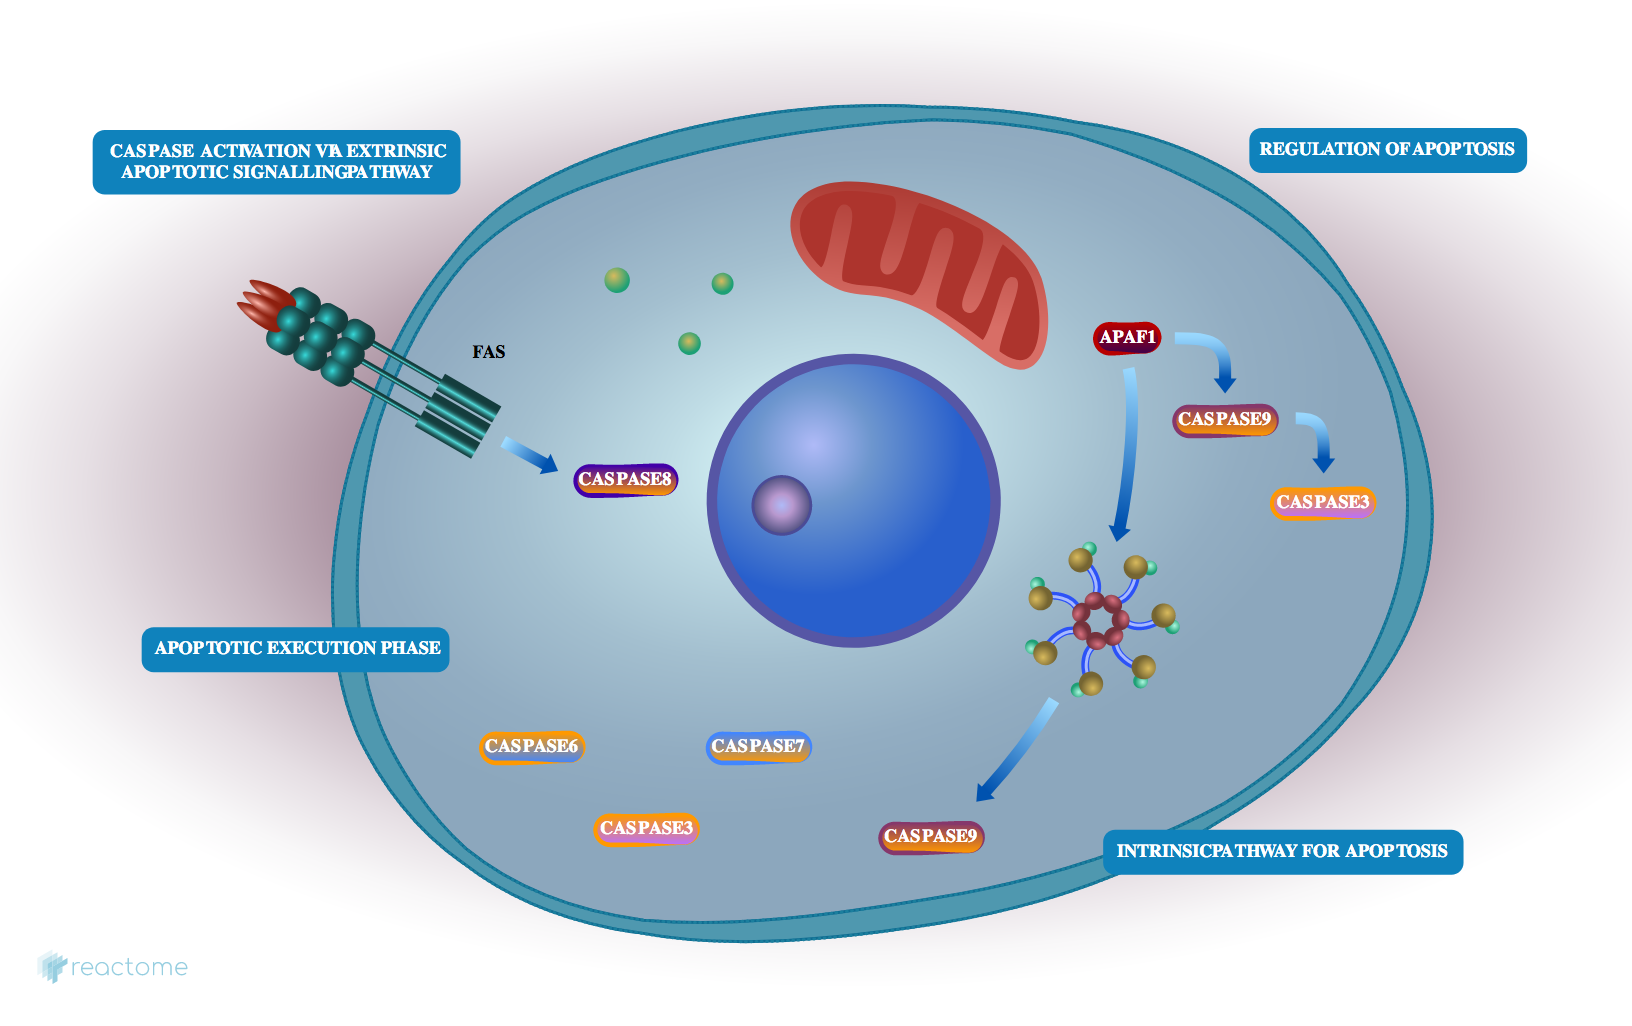 CASPASE ACTIVATION VIA EXTRINSIC
APOPTOTIC SIGNALLINGPATHWAY
REGULATION OF APOPTOSIS
FAS
APAF1
CASPASE9
CASPASE8
CASPASE3
APOPTOTIC EXECUTION PHASE
CASPASE6
CASPASE7
CASPASE3
CASPASE9
INTRINSICPATHWAY FOR APOPTOSIS
reactome